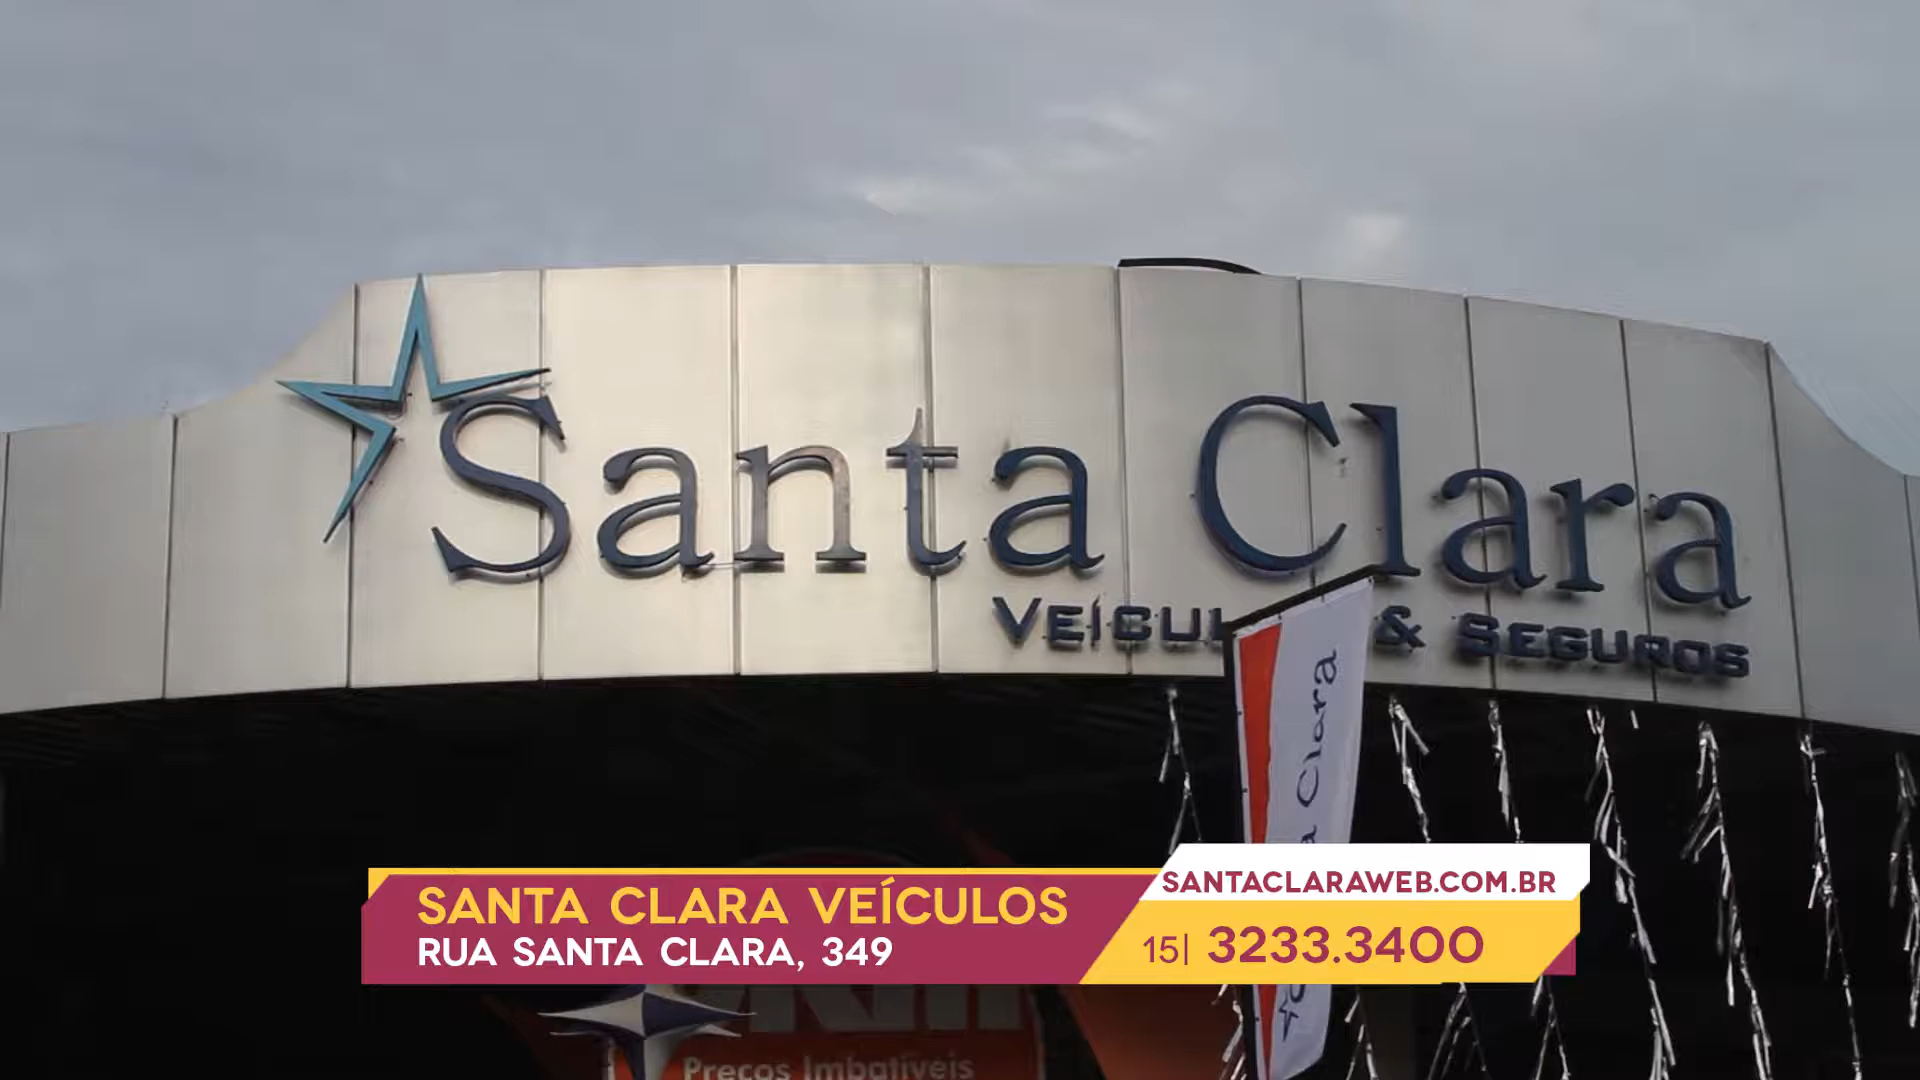 Santa Clara
VEÍCUL & SEGUROS
Clara
SANTACLARAWEB.COM.BR
SANTA CLARA VEÍCULOS
RUA SANTA CLARA, 349
15| 3233.3400
Preços Imbatíveis